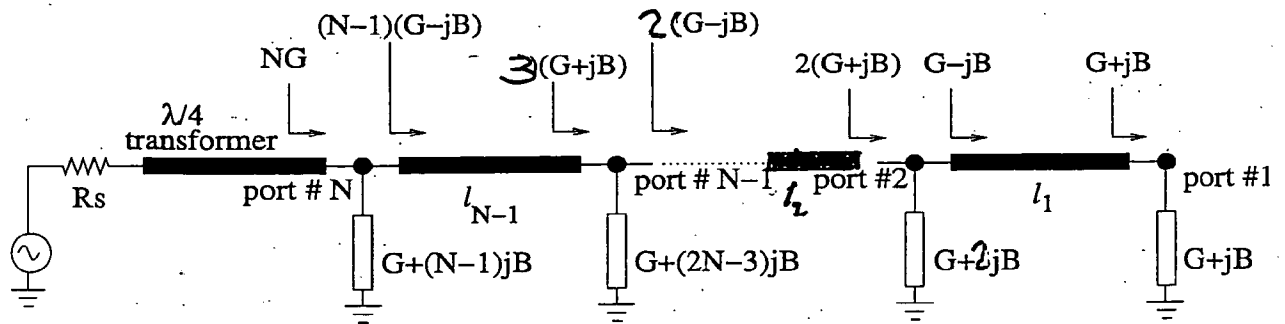 (N−1)(G−jB)
2(G−jB)
NG
3(G+jB)
2(G+jB)
G−jB
G+jB
λ/4
transformer
Rs
port # N
l_{N−1}
port # N−1
l_2
port #2
l_1
port #1
G+(N−1)jB
G+(2N−3)jB
G+2jB
G+jB